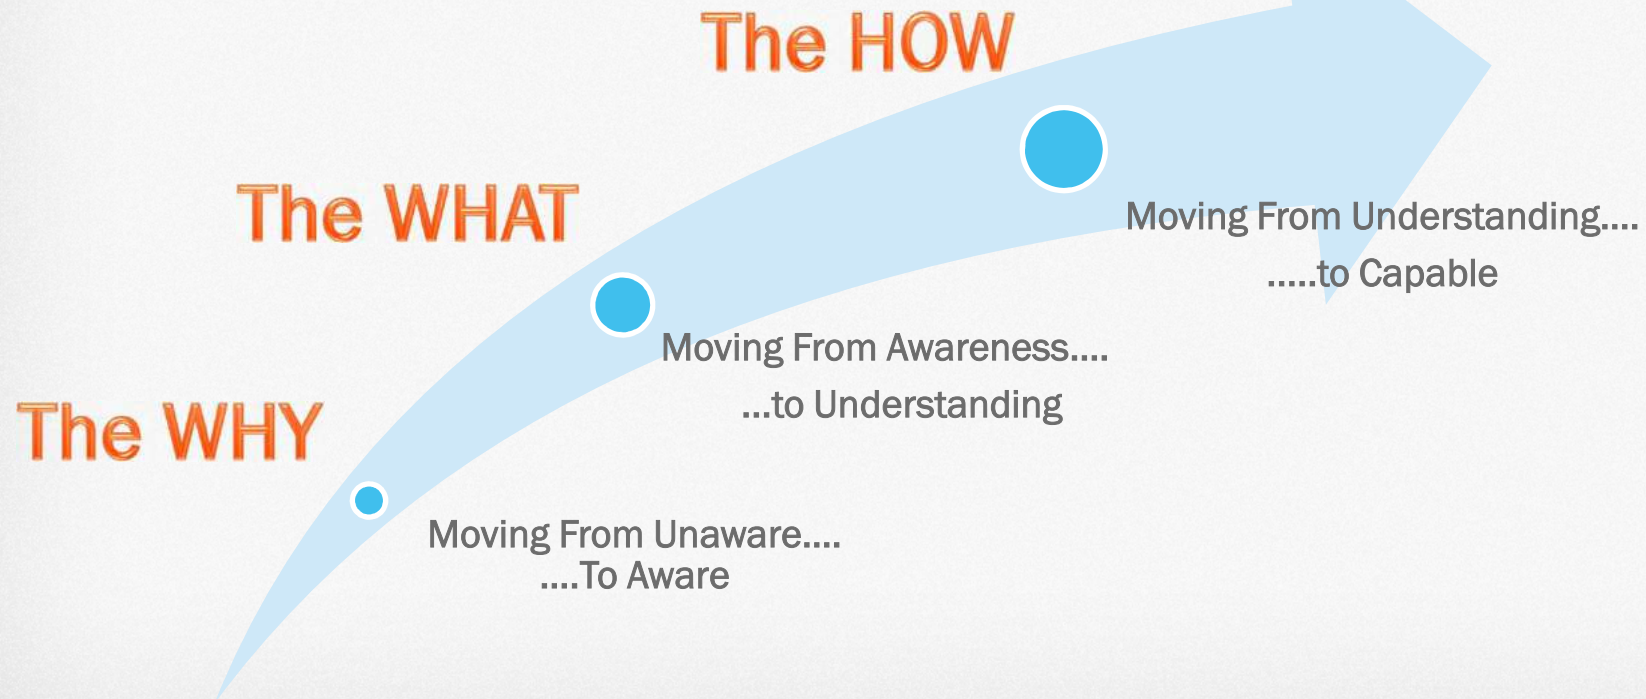 The HOW
Moving From Understanding....
.....to Capable
The WHAT
Moving From Awareness....
...to Understanding
The WHY
Moving From Unaware....
....To Aware